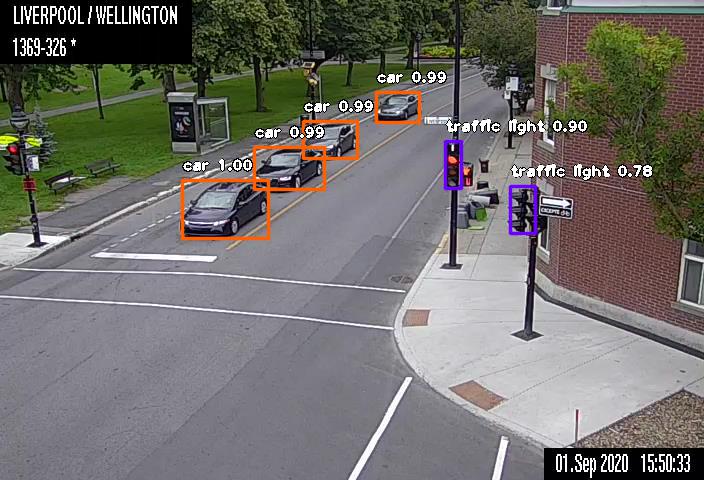 LIVERPOOL / WELLINGTON
1369-326 *
car 0.99
car 0.99
car 0.99
car 1.00
traffic light 0.90
traffic light 0.78
EXCEPTÉ
01.Sep 2020 15:50:33